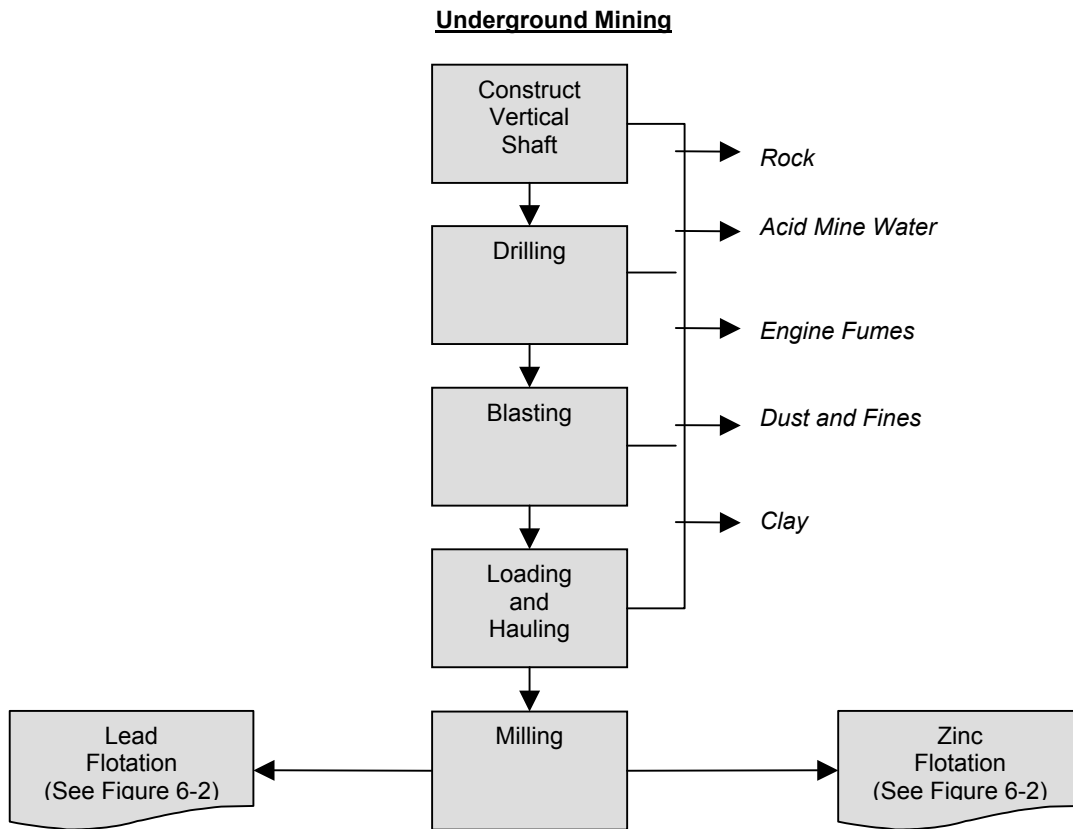 Underground Mining
Construct
Vertical
Shaft
Rock
Acid Mine Water
Drilling
Engine Fumes
Blasting
Dust and Fines
Clay
Loading
and
Hauling
Lead
Flotation
(See Figure 6-2)
Milling
Zinc
Flotation
(See Figure 6-2)